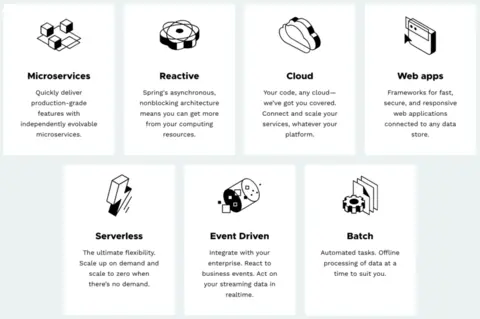 Microservices
Quickly deliver
production-grade
features with
independently evolvable
microservices.
Reactive
Spring's asynchronous,
nonblocking architecture
means you can get more
from your computing
resources.
Cloud
Your code, any cloud—
we've got you covered.
Connect and scale your
services, whatever your
platform.
Web apps
Frameworks for fast,
secure, and responsive
web applications
connected to any data
store.
Serverless
The ultimate flexibility.
Scale up on demand and
scale to zero when
there's no demand.
Event Driven
Integrate with your
enterprise. React to
business events. Act on
your streaming data in
realtime.
Batch
Automated tasks. Offline
processing of data at a
time to suit you.